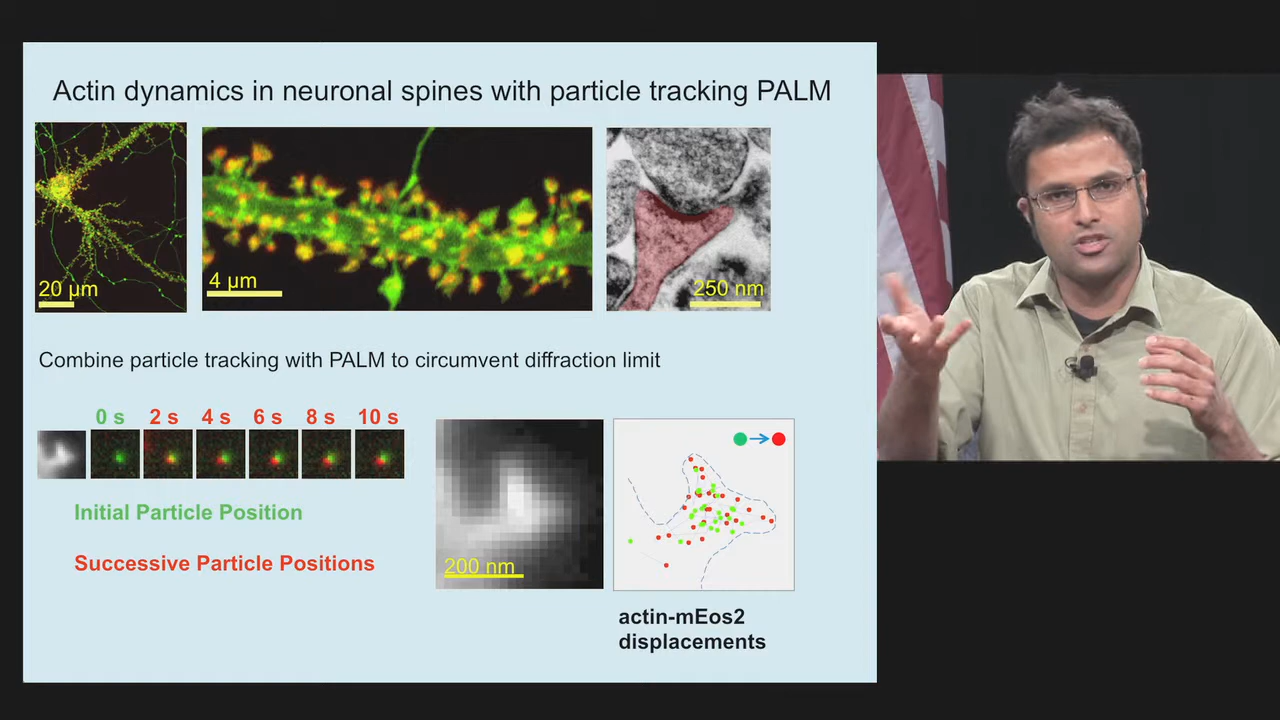 Actin dynamics in neuronal spines with particle tracking PALM
20 µm
4 µm
250 nm
Combine particle tracking with PALM to circumvent diffraction limit
0 s 2 s 4 s 6 s 8 s 10 s
Initial Particle Position
Successive Particle Positions
200 nm
actin-mEos2
displacements